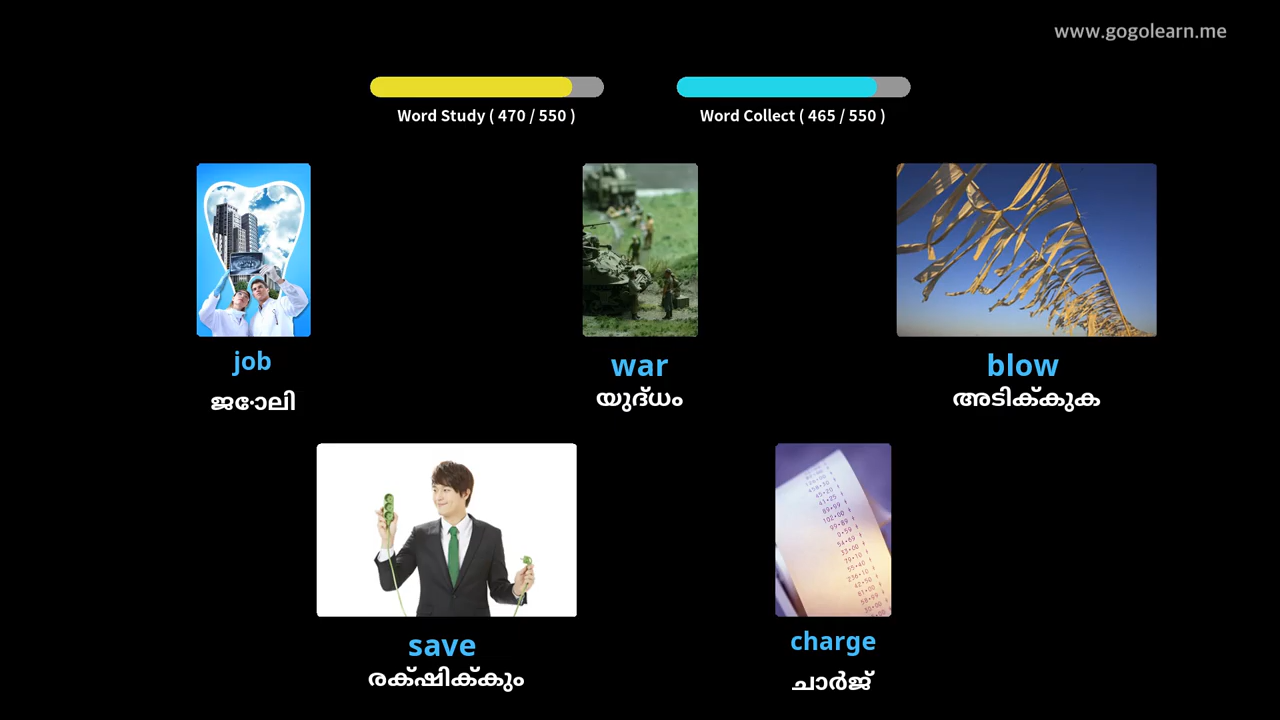 www.gogolearn.me
Word Study ( 470 / 550 )
Word Collect ( 465 / 550 )
job
ജോലി
war
യുദ്ധം
blow
അടിക്കുക
save
രക്ഷിക്കും
charge
ചാർജ്